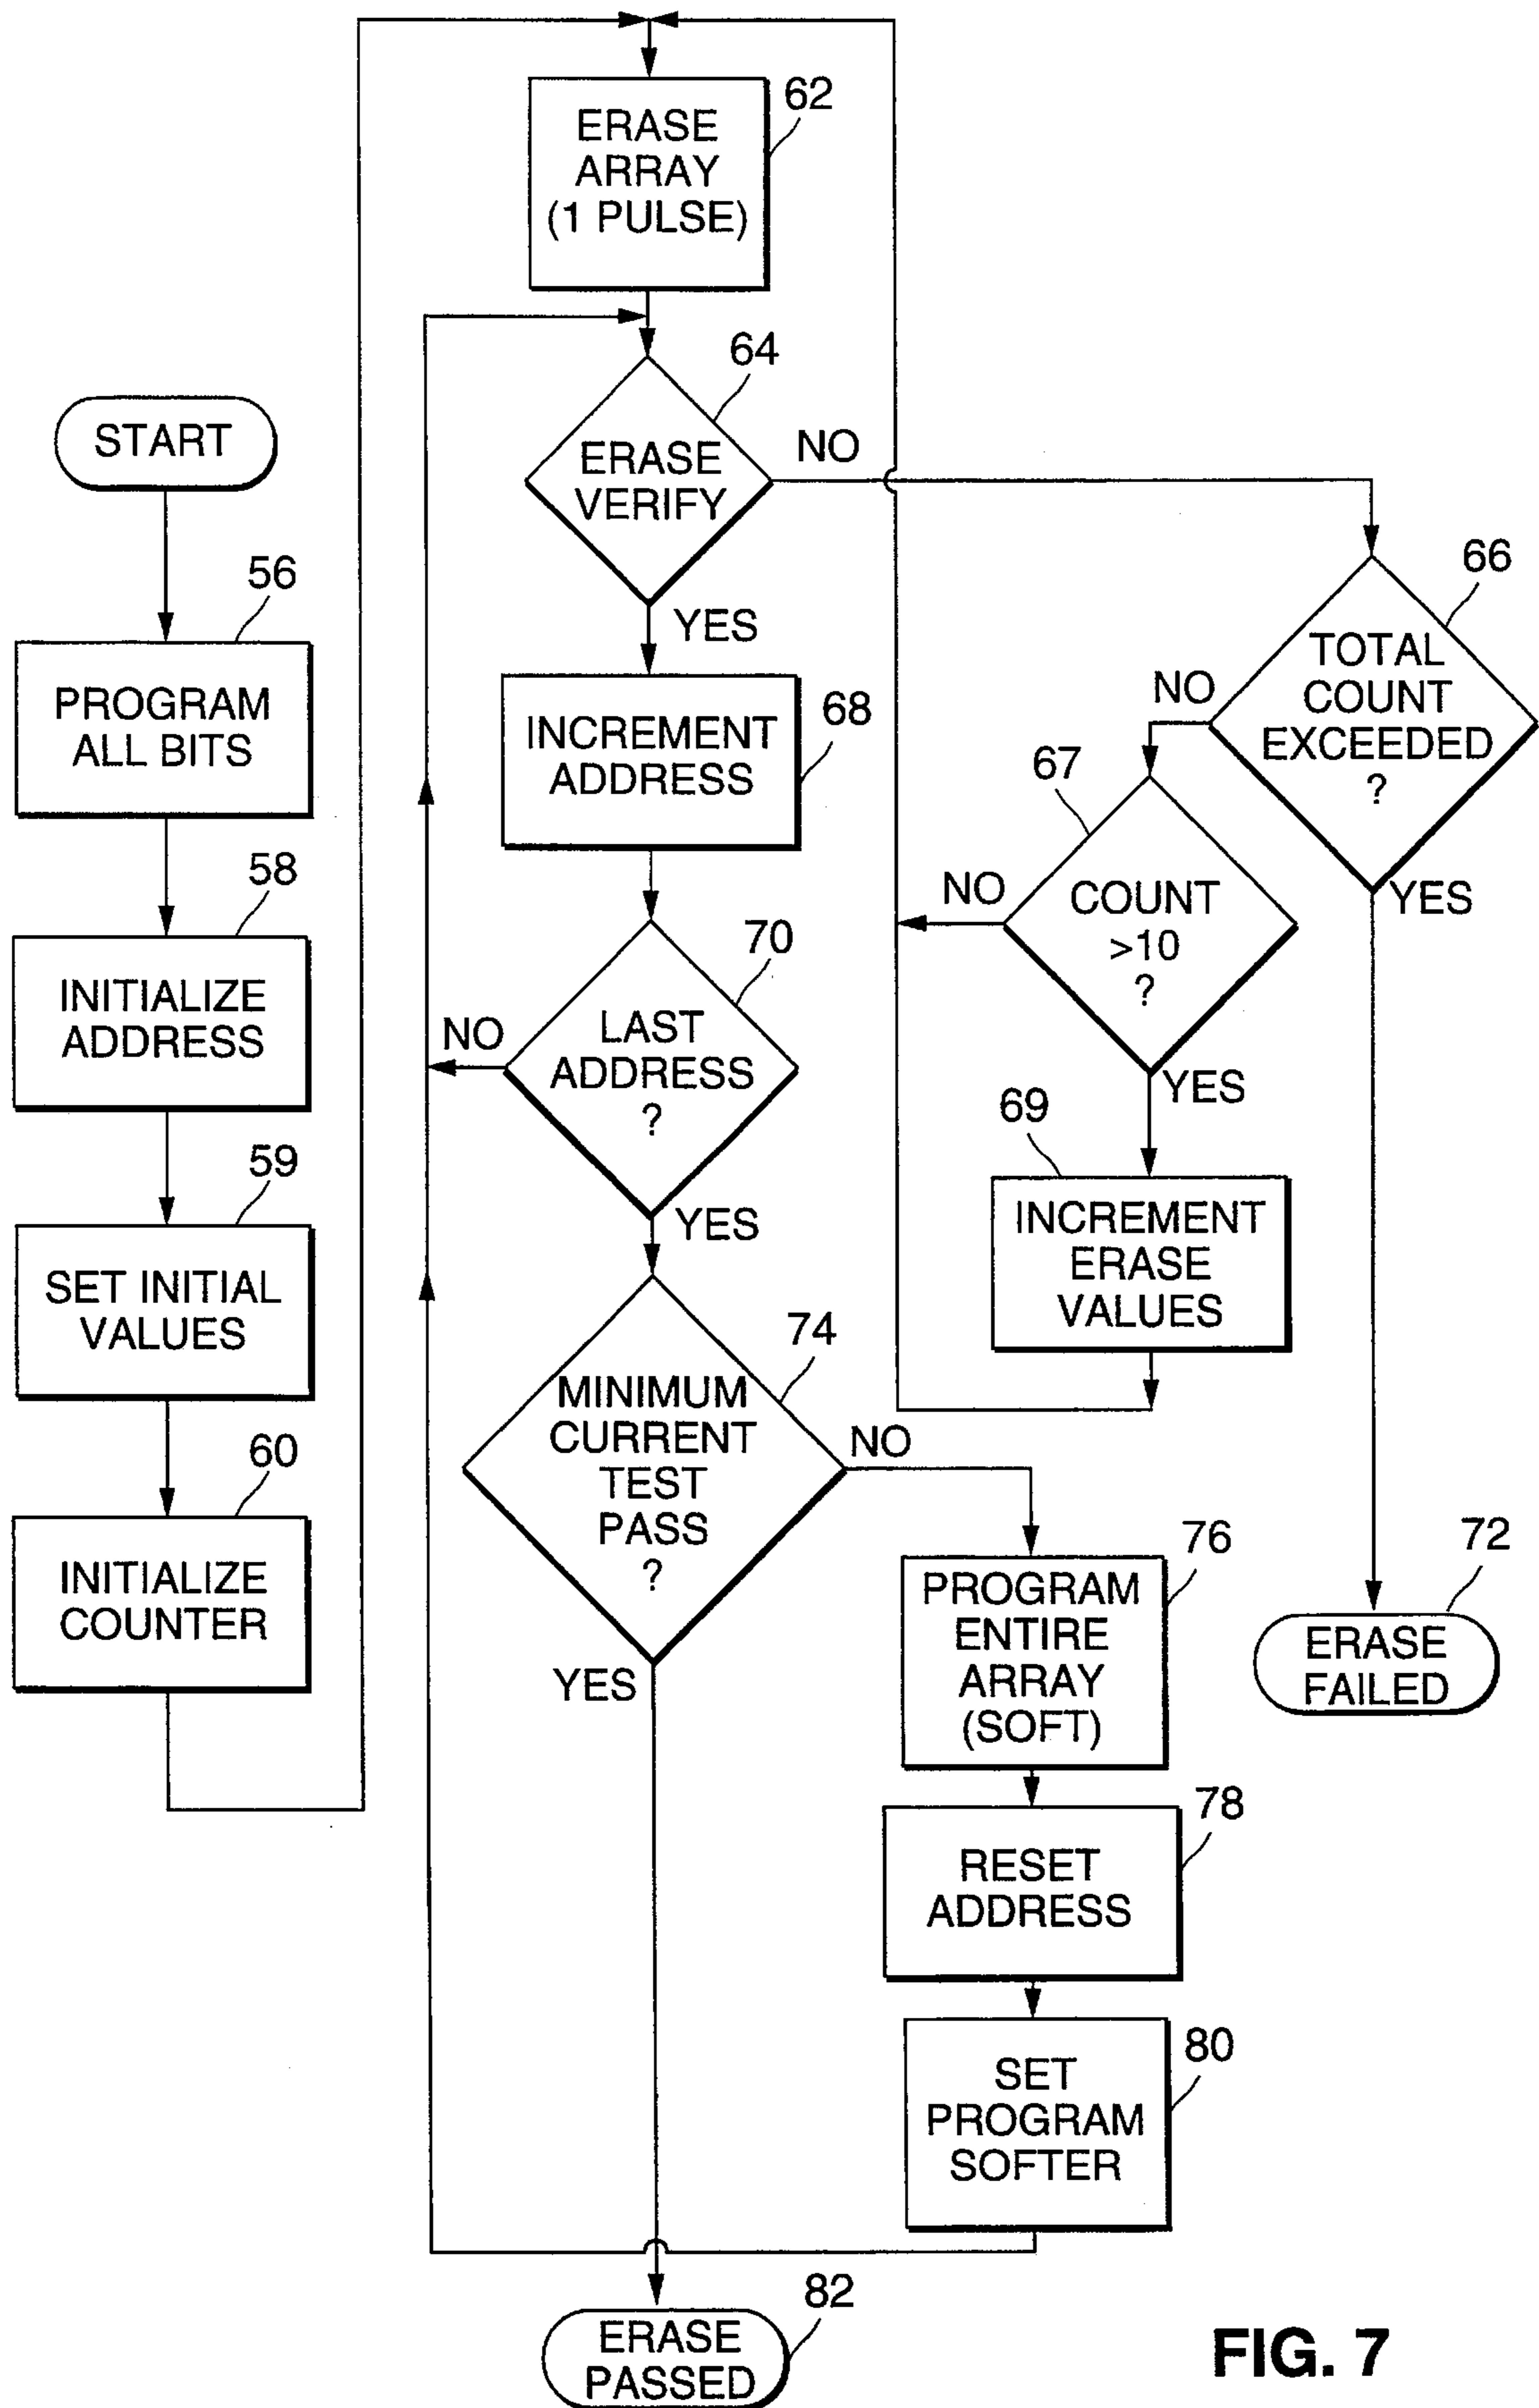 START
56
PROGRAM
ALL BITS
58
INITIALIZE
ADDRESS
59
SET INITIAL
VALUES
60
INITIALIZE
COUNTER
62
ERASE
ARRAY
(1 PULSE)
64
ERASE
VERIFY
NO
YES
68
INCREMENT
ADDRESS
70
LAST
ADDRESS
?
NO
YES
74
MINIMUM
CURRENT
TEST
PASS
?
NO
YES
66
TOTAL
COUNT
EXCEEDED
?
NO
YES
67
COUNT
>10
?
NO
YES
69
INCREMENT
ERASE
VALUES
72
ERASE
FAILED
76
PROGRAM
ENTIRE
ARRAY
(SOFT)
78
RESET
ADDRESS
80
SET
PROGRAM
SOFTER
82
ERASE
PASSED
FIG. 7